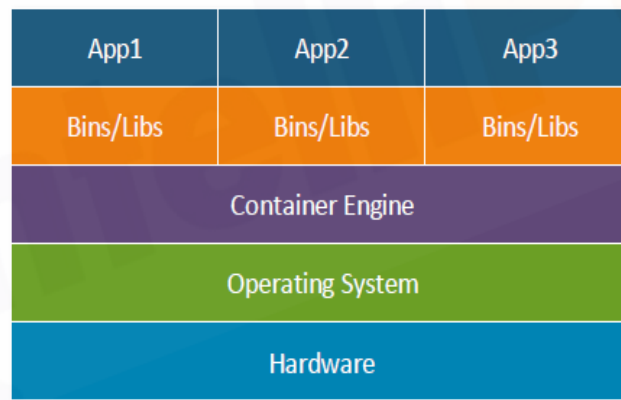 App1 App2 App3
Bins/Libs Bins/Libs Bins/Libs
Container Engine
Operating System
Hardware